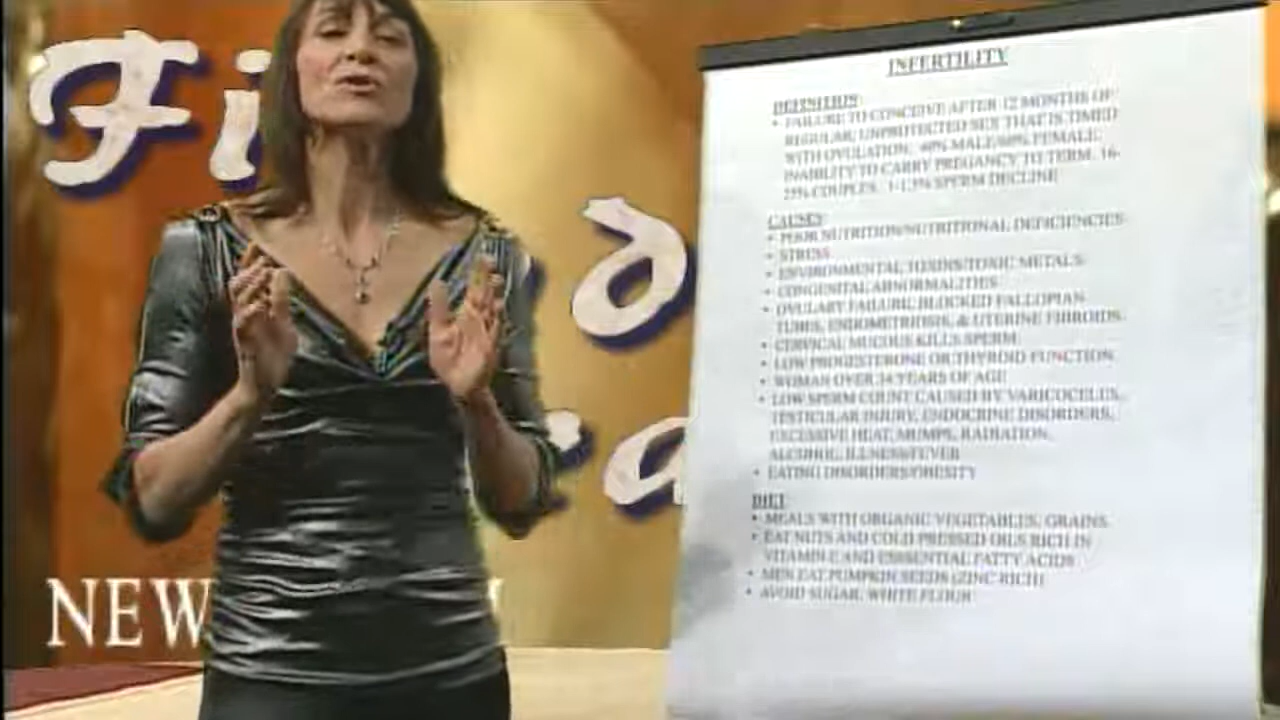 Fi
d
ra
NEW
INFERTILITY
DEFINITION:
• FAILURE TO CONCEIVE AFTER 12 MONTHS OF
REGULAR, UNPROTECTED SEX THAT IS TIMED
WITH OVULATION. 40% MALE/60% FEMALE.
INABILITY TO CARRY PREGANCY TO TERM. 16-
25% COUPLES. 1-1.5% SPERM DECLINE
CAUSES:
• POOR NUTRITION/NUTRITIONAL DEFICIENCIES
• STRESS
• ENVIRONMENTAL TOXINS/TOXIC METALS
• CONGENITAL ABNORMALITIES
• OVULARY FAILURE, BLOCKED FALLOPIAN
TUBES, ENDOMETRIOSIS, & UTERINE FIBROIDS.
• CERVICAL MUCOUS KILLS SPERM
• LOW PROGESTERONE OR THYROID FUNCTION
• WOMAN OVER 34 YEARS OF AGE
• LOW SPERM COUNT CAUSED BY VARICOCELES,
TESTICULAR INJURY, ENDOCRINE DISORDERS,
EXCESSIVE HEAT, MUMPS, RADIATION,
ALCOHOL, ILLNESS/FEVER
• EATING DISORDERS/OBESITY
DIET:
• MEALS WITH ORGANIC VEGETABLES, GRAINS
• EAT NUTS AND COLD PRESSED OILS RICH IN
VITAMIN E AND ESSENTIAL FATTY ACIDS
• MEN EAT PUMPKIN SEEDS (ZINC-RICH)
• AVOID SUGAR, WHITE FLOUR